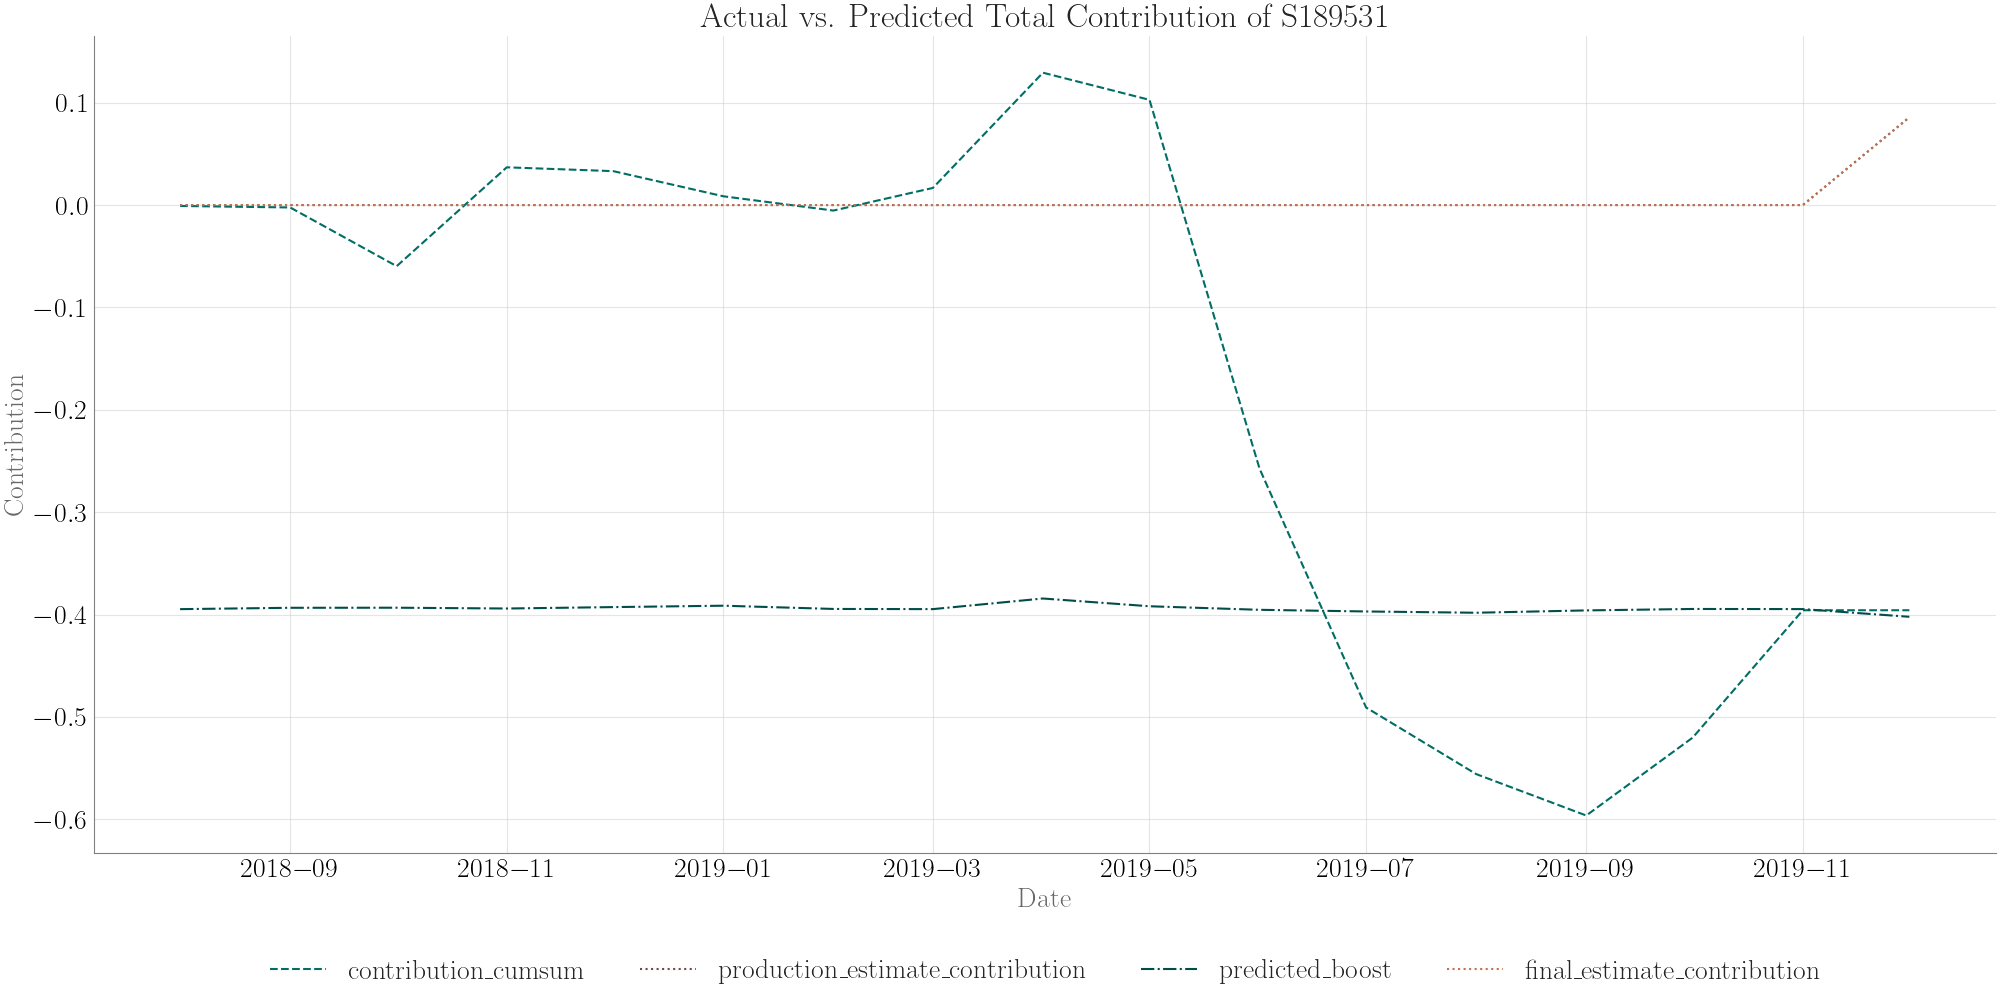 Actual vs. Predicted Total Contribution of S189531
0.1
0.0
−0.1
−0.2
−0.3
−0.4
−0.5
−0.6
Contribution
2018−09 2018−11 2019−01 2019−03 2019−05 2019−07 2019−09 2019−11
Date
contribution_cumsum production_estimate_contribution predicted_boost final_estimate_contribution